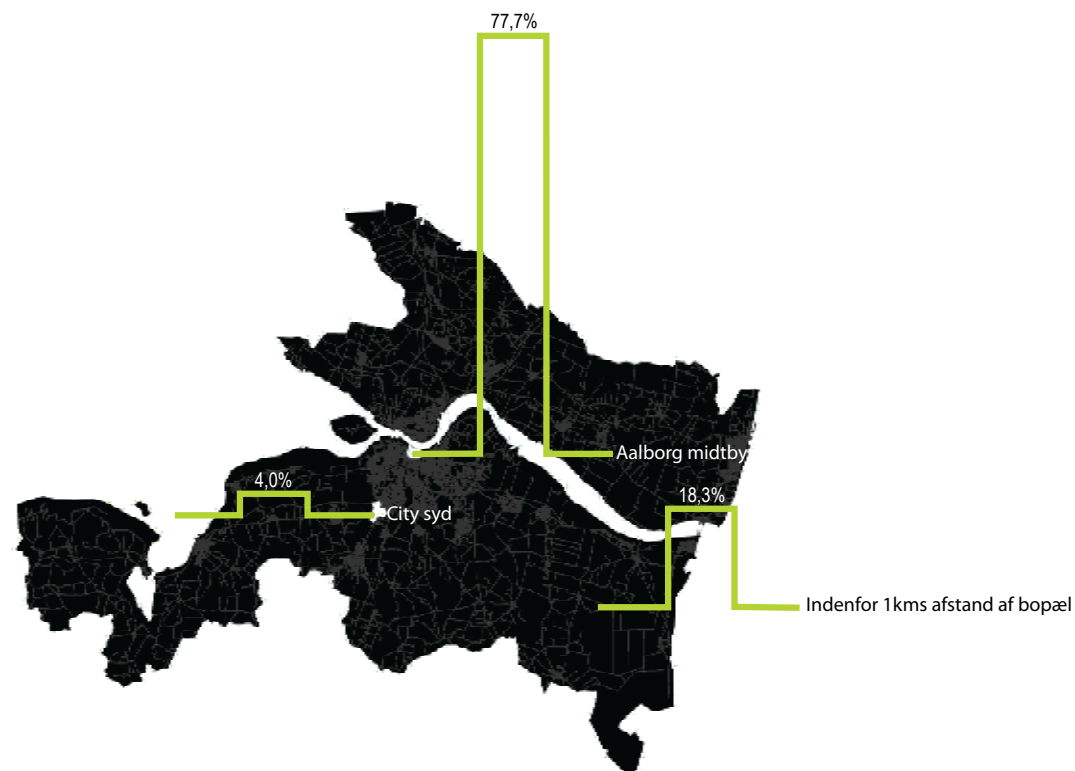 77,7%
Aalborg midtby
4,0%
18,3%
City syd
Indenfor 1kms afstand af bopæl